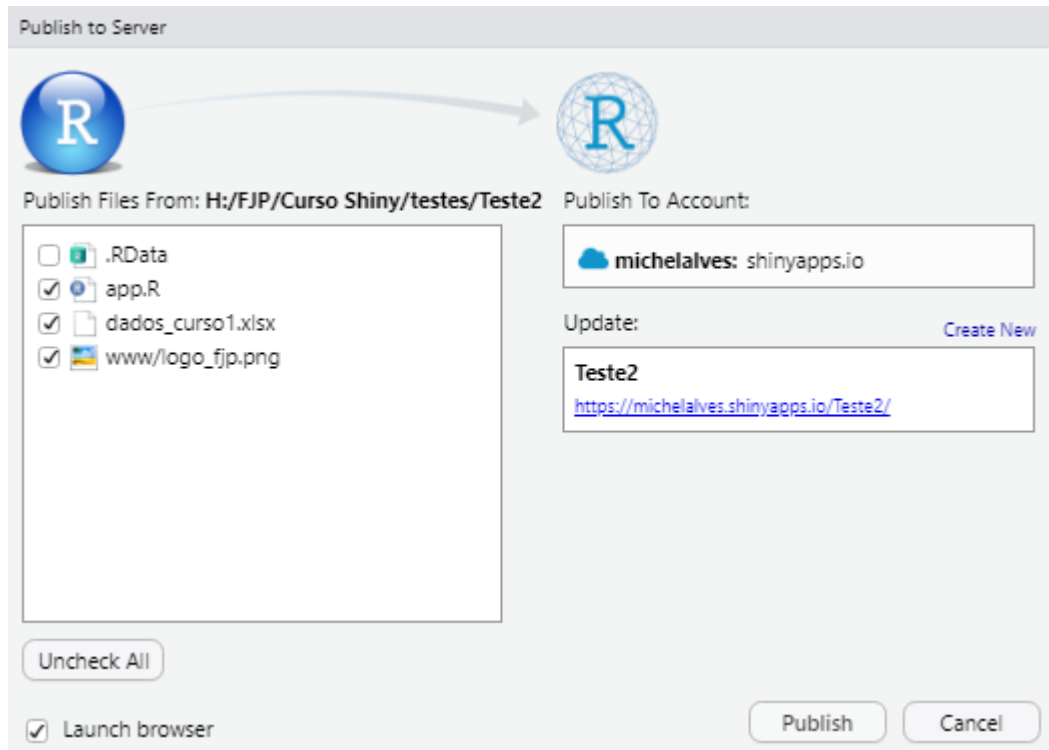 Publish to Server
R
R
Publish Files From: H:/FJP/Curso Shiny/testes/Teste2
Publish To Account:
.RData
app.R
dados_curso1.xlsx
www/logo_fjp.png
michelalves: shinyapps.io
Update:
Create New
Teste2
https://michelalves.shinyapps.io/Teste2/
Uncheck All
Launch browser
Publish
Cancel